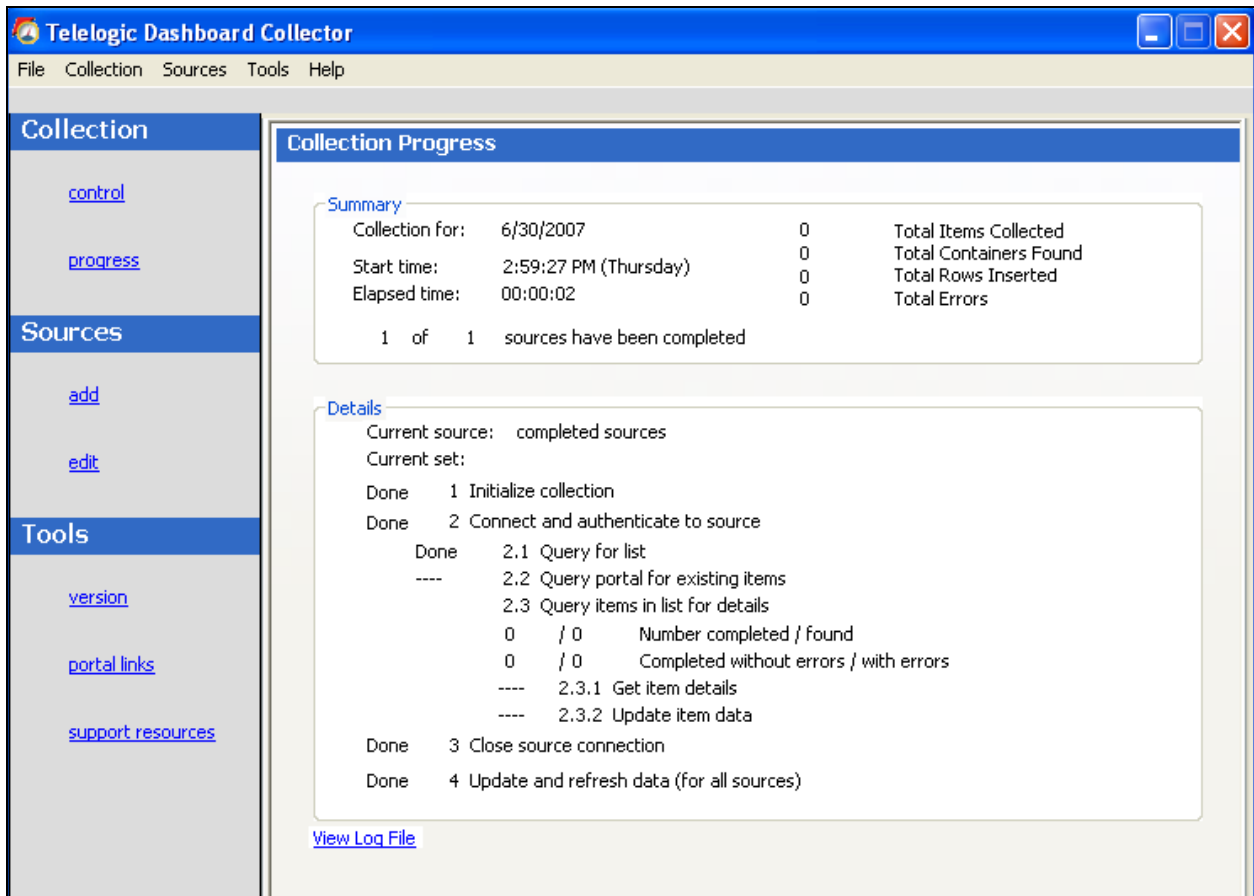 Telelogic Dashboard Collector
File Collection Sources Tools Help
Collection
control
progress
Sources
add
edit
Tools
version
portal links
support resources
Collection Progress
Summary
Collection for: 6/30/2007 0 Total Items Collected
0 Total Containers Found
Start time: 2:59:27 PM (Thursday) 0 Total Rows Inserted
Elapsed time: 00:00:02 0 Total Errors
1 of 1 sources have been completed
Details
Current source: completed sources
Current set:
Done 1 Initialize collection
Done 2 Connect and authenticate to source
Done 2.1 Query for list
---- 2.2 Query portal for existing items
2.3 Query items in list for details
0 / 0 Number completed / found
0 / 0 Completed without errors / with errors
---- 2.3.1 Get item details
---- 2.3.2 Update item data
Done 3 Close source connection
Done 4 Update and refresh data (for all sources)
View Log File